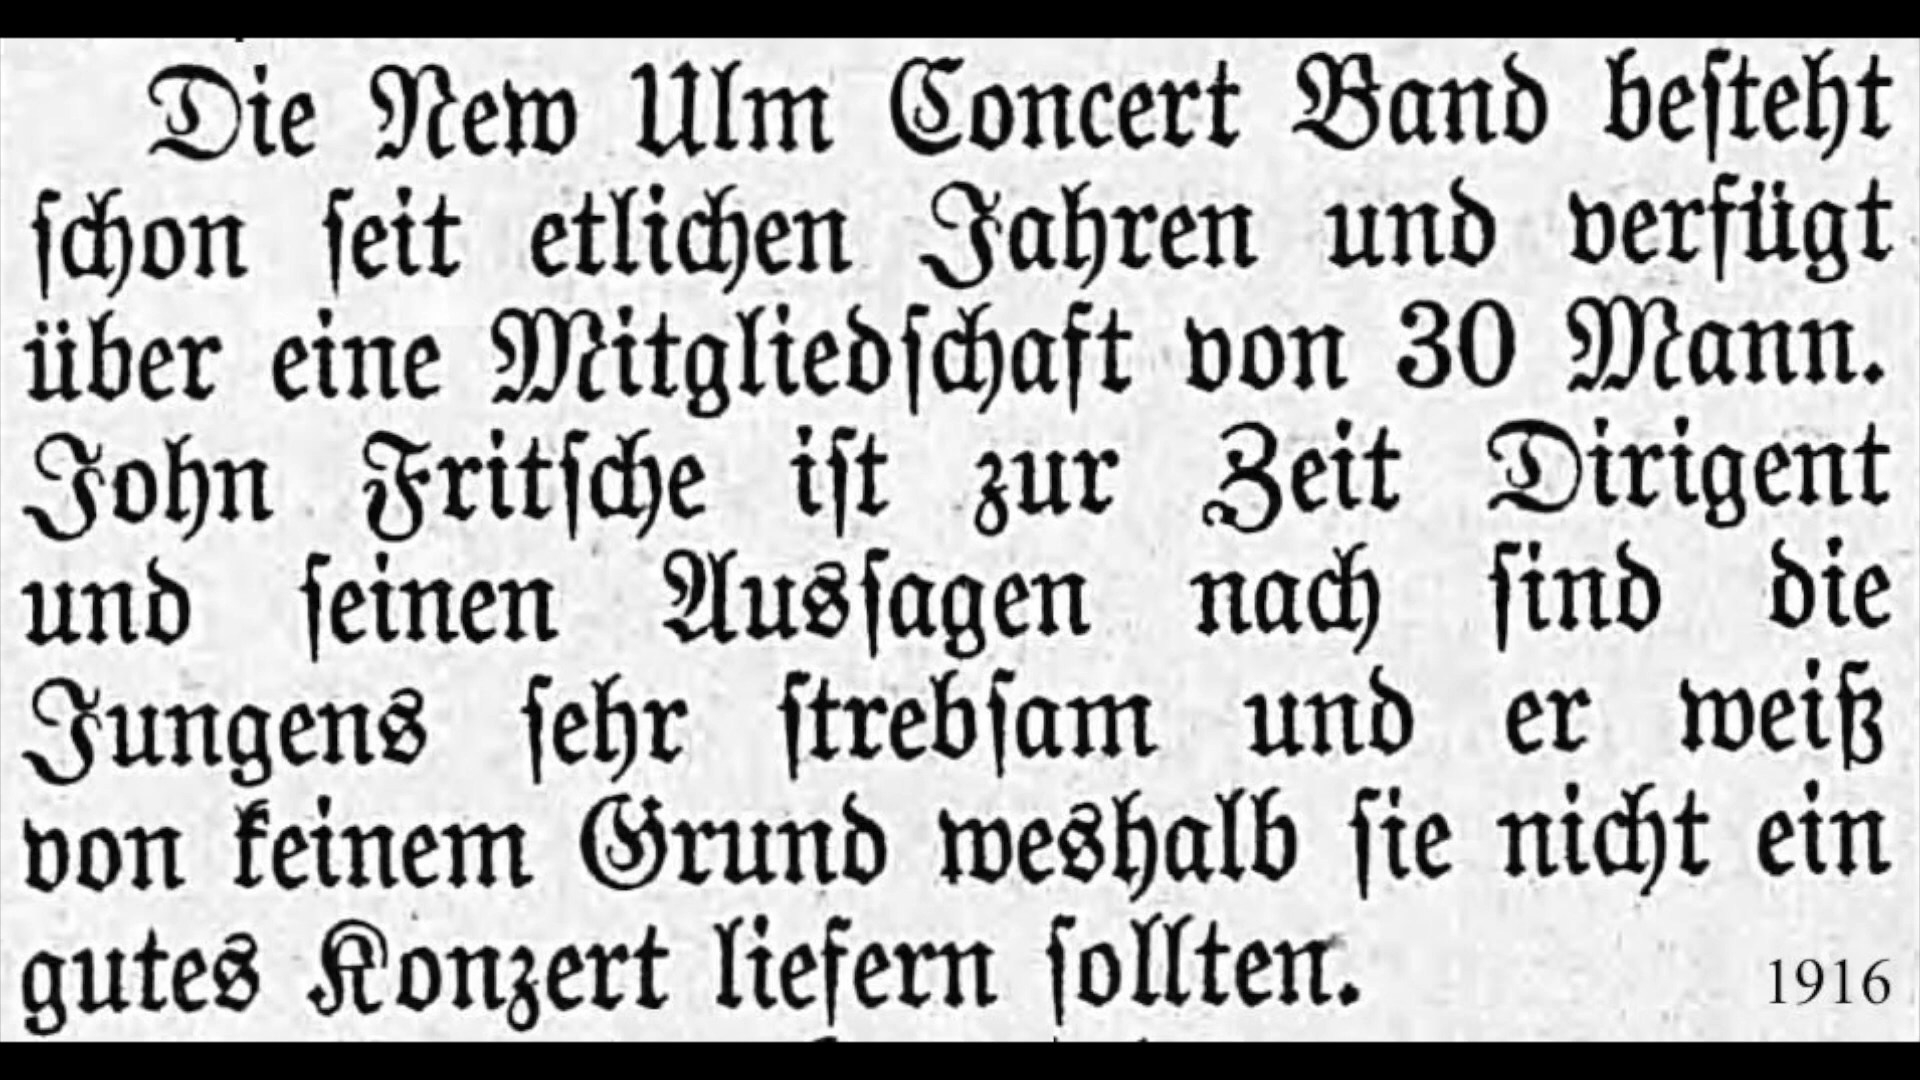 Die New Ulm Concert Band beſteht
ſchon ſeit etlichen Jahren und verfügt
über eine Mitgliedſchaft von 30 Mann.
John Fritſche iſt zur Zeit Dirigent
und ſeinen Ausſagen nach ſind die
Jungens ſehr ſtrebſam und er weiß
von keinem Grund weshalb ſie nicht ein
gutes Konzert liefern ſollten.
1916